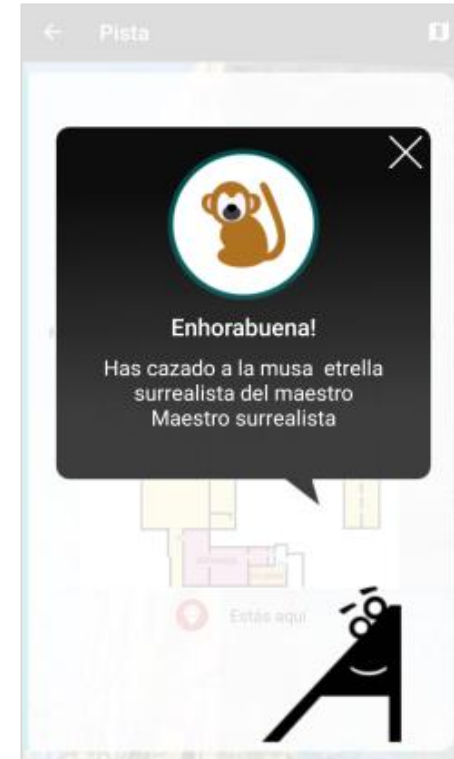 Pista
Enhorabuena!
Has cazado a la musa etrella
surrealista del maestro
Maestro surrealista
Estás aquí